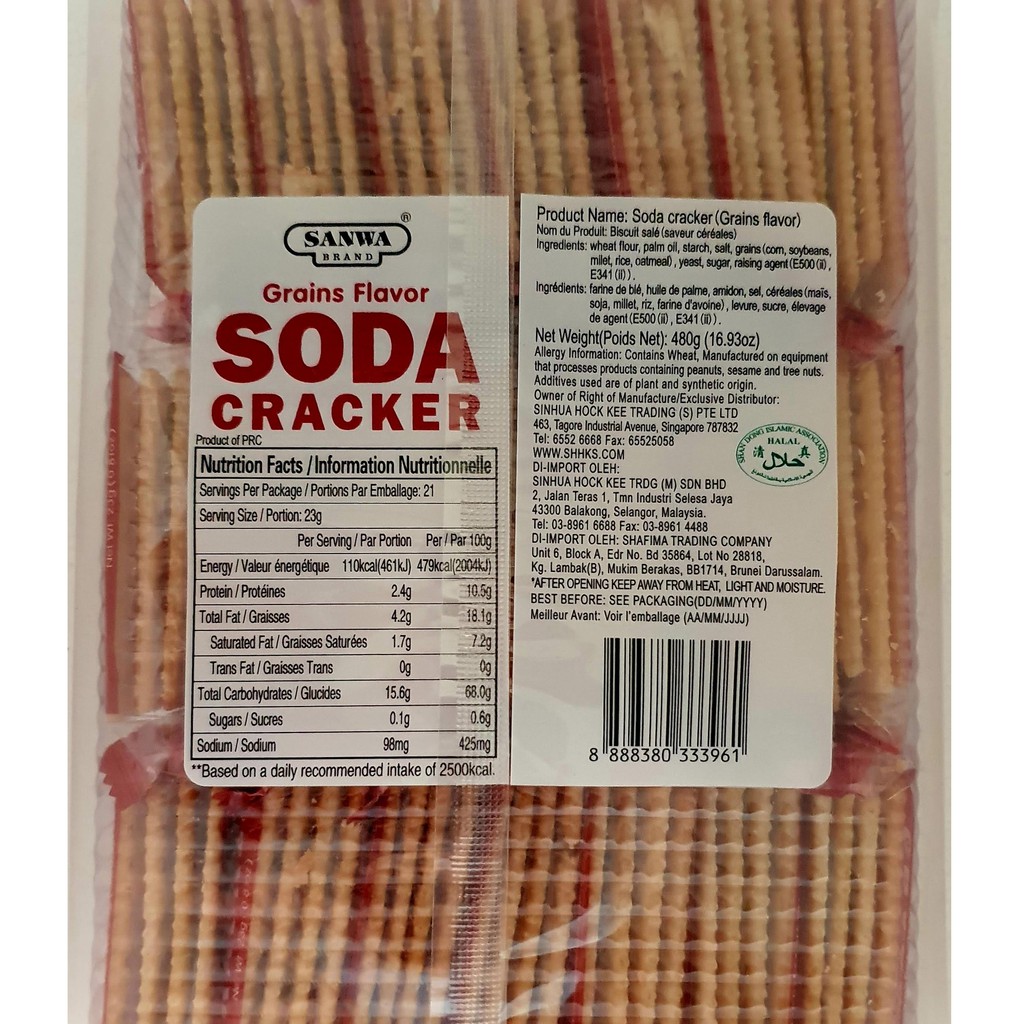 SANWA ®
BRAND
Grains Flavor
SODA
CRACKER
Product of PRC
Nutrition Facts / Information Nutritionnelle
Servings Per Package / Portions Par Emballage: 21
Serving Size / Portion: 23g
Per Serving / Par Portion Per / Par 100g
Energy / Valeur énergétique 110kcal(461kJ) 479kcal(2004kJ)
Protein / Protéines 2.4g 10.5g
Total Fat / Graisses 4.2g 18.1g
Saturated Fat / Graisses Saturées 1.7g 7.2g
Trans Fat / Graisses Trans 0g 0g
Total Carbohydrates / Glucides 15.6g 68.0g
Sugars / Sucres 0.1g 0.6g
Sodium / Sodium 98mg 425mg
**Based on a daily recommended intake of 2500kcal.
Product Name: Soda cracker (Grains flavor)
Nom du Produit: Biscuit salé (saveur céréales)
Ingredients: wheat flour, palm oil, starch, salt, grains (corn, soybeans,
milet, rice, oatmeal), yeast, sugar, raising agent (E500 (ii),
E341 (ii)).
Ingrédients: farine de blé, huile de palme, amidon, sel, céréales (maïs,
soja, millet, riz, farine d'avoine), levure, sucre, élevage
de agent (E500 (ii), E341 (ii)).
Net Weight(Poids Net): 480g (16.93oz)
Allergy Information: Contains Wheat, Manufactured on equipment
that processes products containing peanuts, sesame and tree nuts.
Additives used are of plant and synthetic origin.
Owner of Right of Manufacture/Exclusive Distributor:
SINHUA HOCK KEE TRADING (S) PTE LTD
463, Tagore Industrial Avenue, Singapore 787832
Tel: 6552 6668 Fax: 65525058
WWW.SHHKS.COM
DI-IMPORT OLEH:
SINHUA HOCK KEE TRDG (M) SDN BHD
2, Jalan Teras 1, Tmn Industri Selesa Jaya
43300 Balakong, Selangor, Malaysia.
Tel: 03-8961 6688 Fax: 03-8961 4488
DI-IMPORT OLEH: SHAFIMA TRADING COMPANY
Unit 6, Block A, Edr No. Bd 35864, Lot No 28818,
Kg. Lambak(B), Mukim Berakas, BB1714, Brunei Darussalam.
*AFTER OPENING KEEP AWAY FROM HEAT, LIGHT AND MOISTURE.
BEST BEFORE: SEE PACKAGING(DD/MM/YYYY)
Meilleur Avant: Voir l'emballage (AA/MM/JJJJ)
SHAN DONG ISLAMIC ASSOCIATION
HALAL
清 حلال 真
8 888380 333961